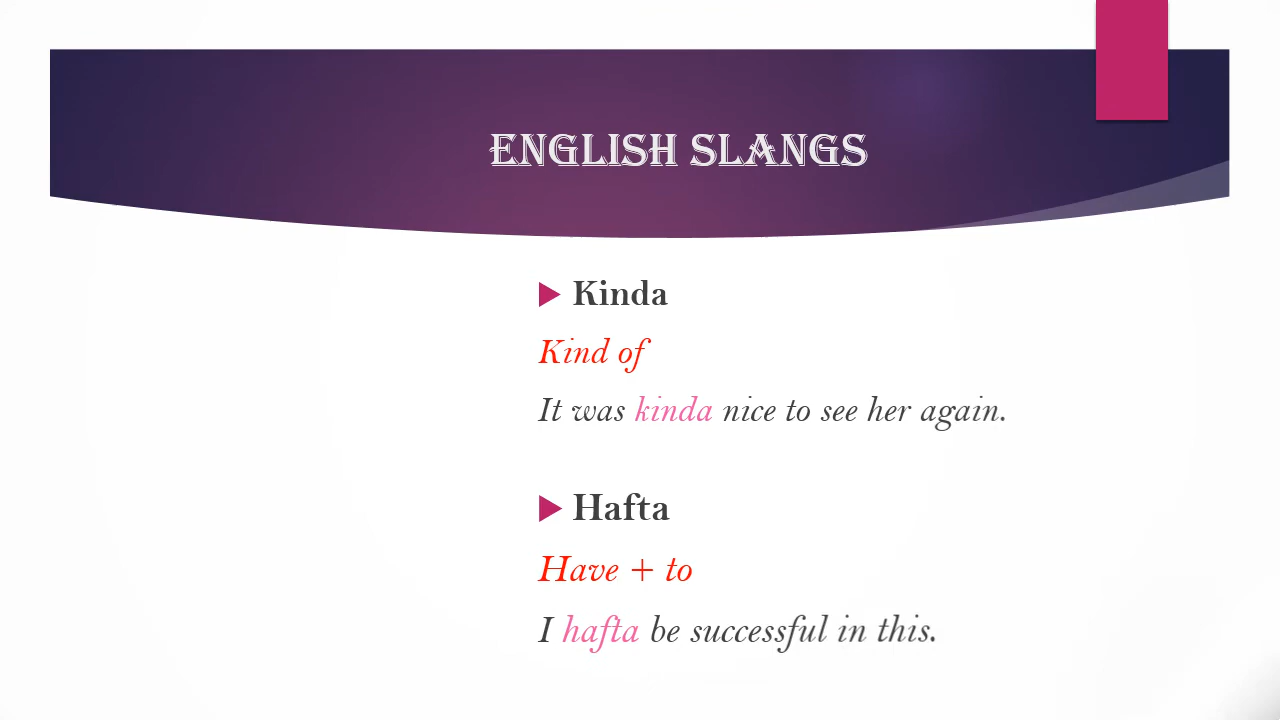 ENGLISH SLANGS
Kinda
Kind of
It was kinda nice to see her again.
Hafta
Have + to
I hafta be successful in this.